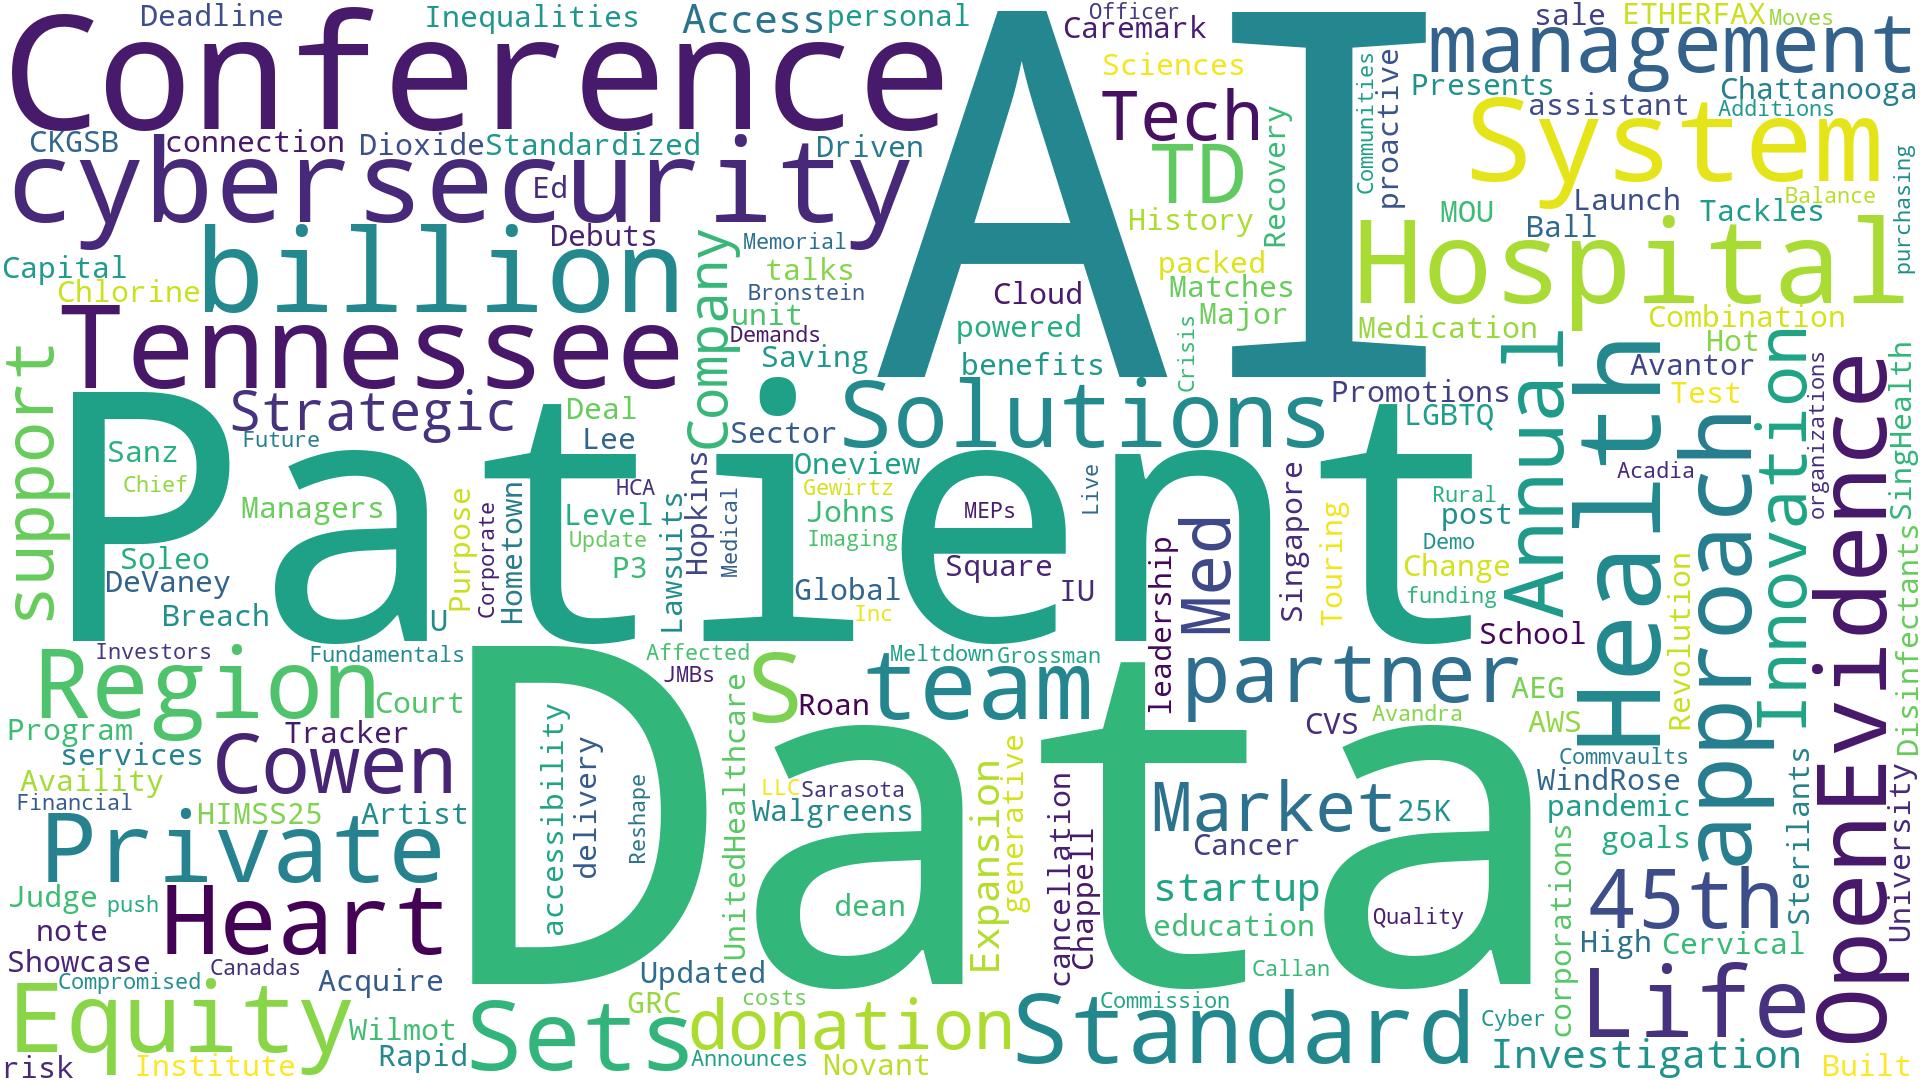 Deadline
Inequalities
Access
personal
Officer
Caremark
sale
ETHERFAX
Moves
Conference
AI
management
Sciences
Tech
Communities
proactive
Presents
Chattanooga
CKGSB
connection
Dioxide
Standardized
Driven
Recovery
System
assistant
Additions
cybersecurity
Ed
TD
purchasing
Launch
Balance
History
MOU
Ball
Tackles
billion
Debuts
Memorial
Company
Hospital
Capital
talks
packed
Chlorine
Bronstein
Cloud
Matches
unit
Major
Combination
Tennessee
Demands
powered
Medication
Hot
Saving
benefits
Crisis
Annual
Health
Avantor
Innovation
organizations
SingHealth
support
Strategic
Deal
Solutions
Promotions
Test
OpenEvidence
Future
Lee
Sector
LGBTQ
approach
Patient
Sanz
Chief
Oneview
Acadia
HCA
Hopkins
Gewirtz
Live
Singapore
Rural
Managers
Purpose
Corporate
Hometown
Level
Lawsuits
Medical
Johns
MEPs
Touring
post
Update
Imaging
Demo
Soleo
P3
Square
leadership
Med
Change
Revolution
DeVaney
Global
IU
funding
Disinfectants
Breach
U
Inc
School
Investors
Fundamentals
Affected
Meltdown
Grossman
Region
JMBs
S
team
partner
AEG
Court
Data
UnitedHealthcare
Roan
CVS
Avandra
AWS
Program
Tracker
services
Cowen
accessibility
delivery
Expansion
generative
Commvaults
Availity
Reshape
LLC
Sarasota
cancellation
Market
WindRose
Sterilants
University
Financial
HIMSS25
Artist
Walgreens
25K
pandemic
Private
Chappell
Cancer
corporations
goals
Judge
push
Heart
dean
startup
45th
note
education
Quality
High
Cervical
Showcase
Canadas
Callan
Compromised
Acquire
Updated
Life
Equity
GRC
costs
Commission
Sets
donation
Standard
Cyber
Wilmot
Rapid
Announces
Novant
Investigation
risk
Institute
Built